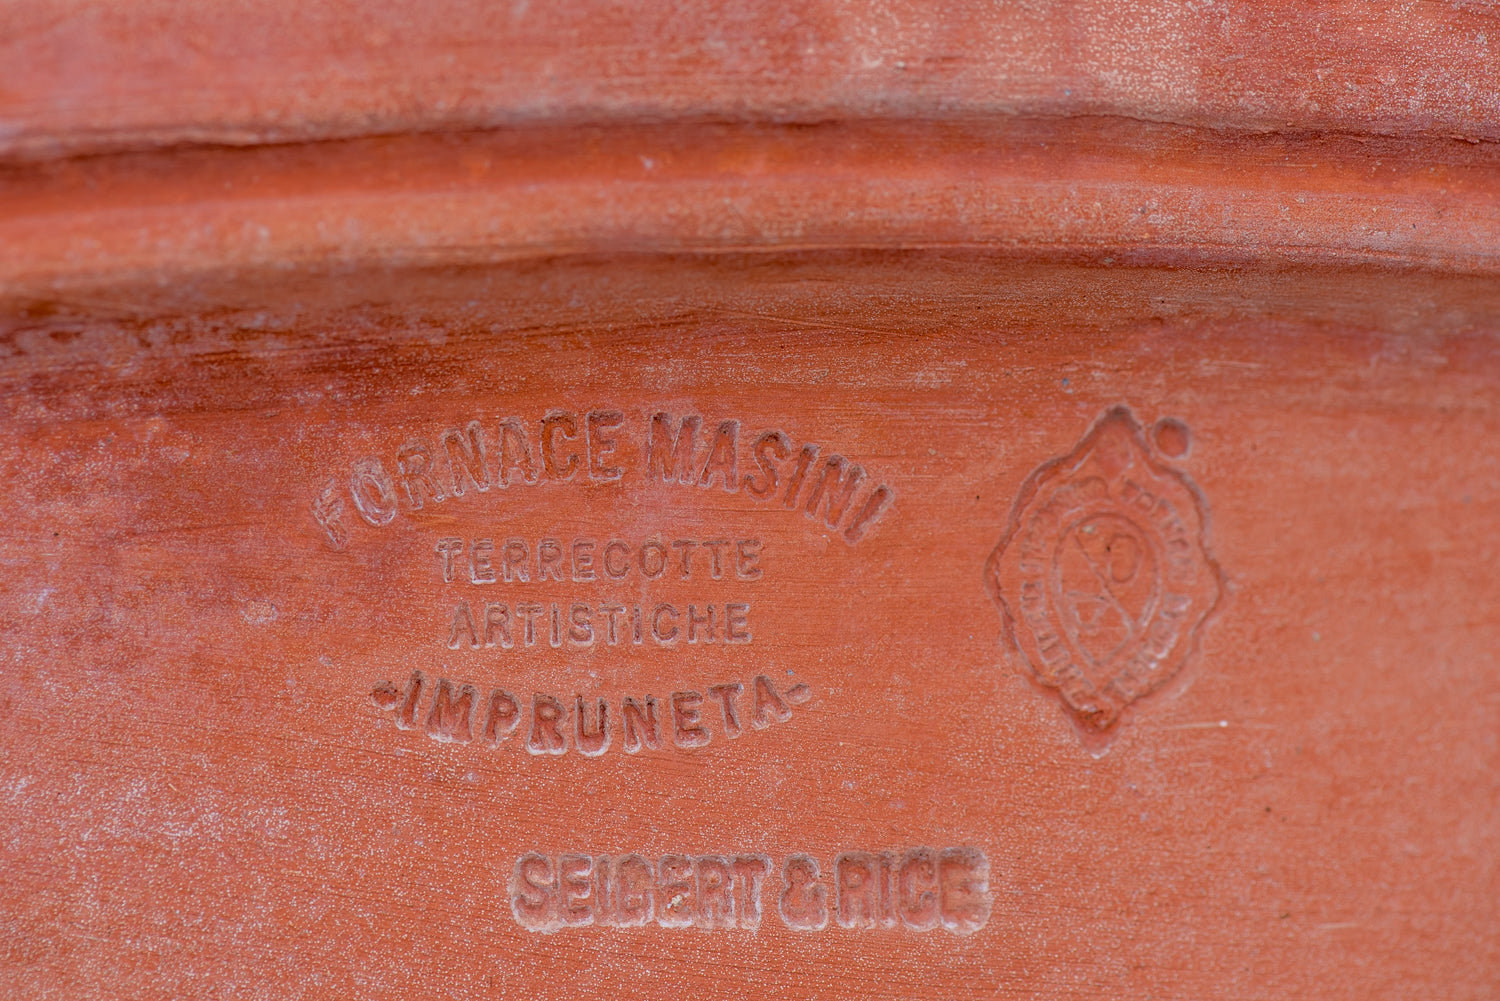 FORNACE MASINI
TERRECOTTE
ARTISTICHE
-IMPRUNETA-
SEIBERT & RICE